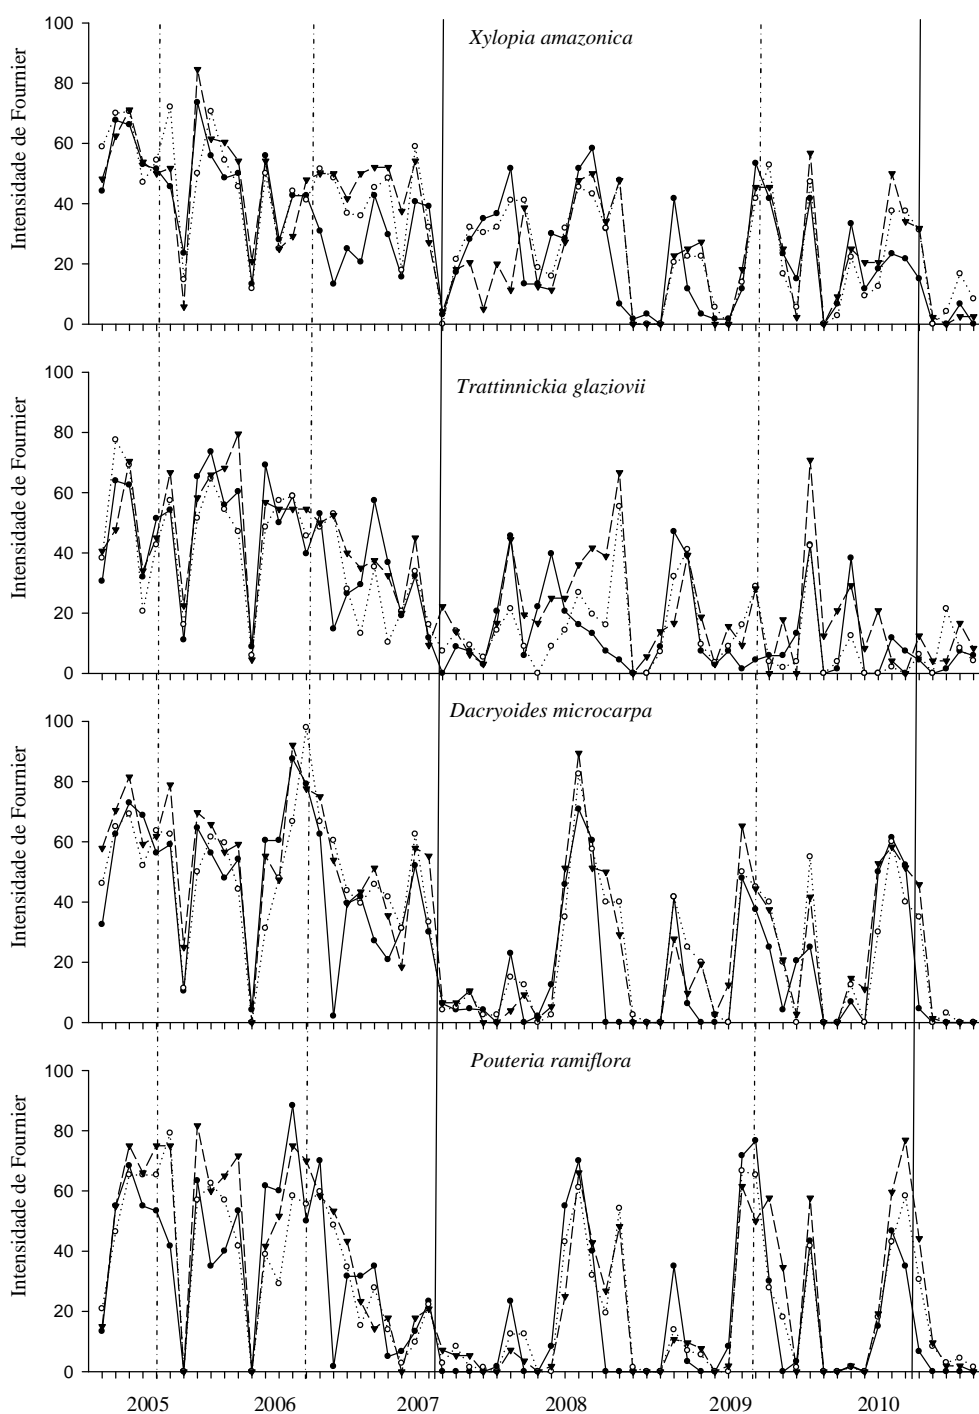 Xylopia amazonica
Intensidade de Fournier
100
80
60
40
20
0
Trattinnickia glaziovii
Intensidade de Fournier
100
80
60
40
20
0
Dacryoides microcarpa
Intensidade de Fournier
100
80
60
40
20
0
Pouteria ramiflora
Intensidade de Fournier
100
80
60
40
20
0
2005 2006 2007 2008 2009 2010